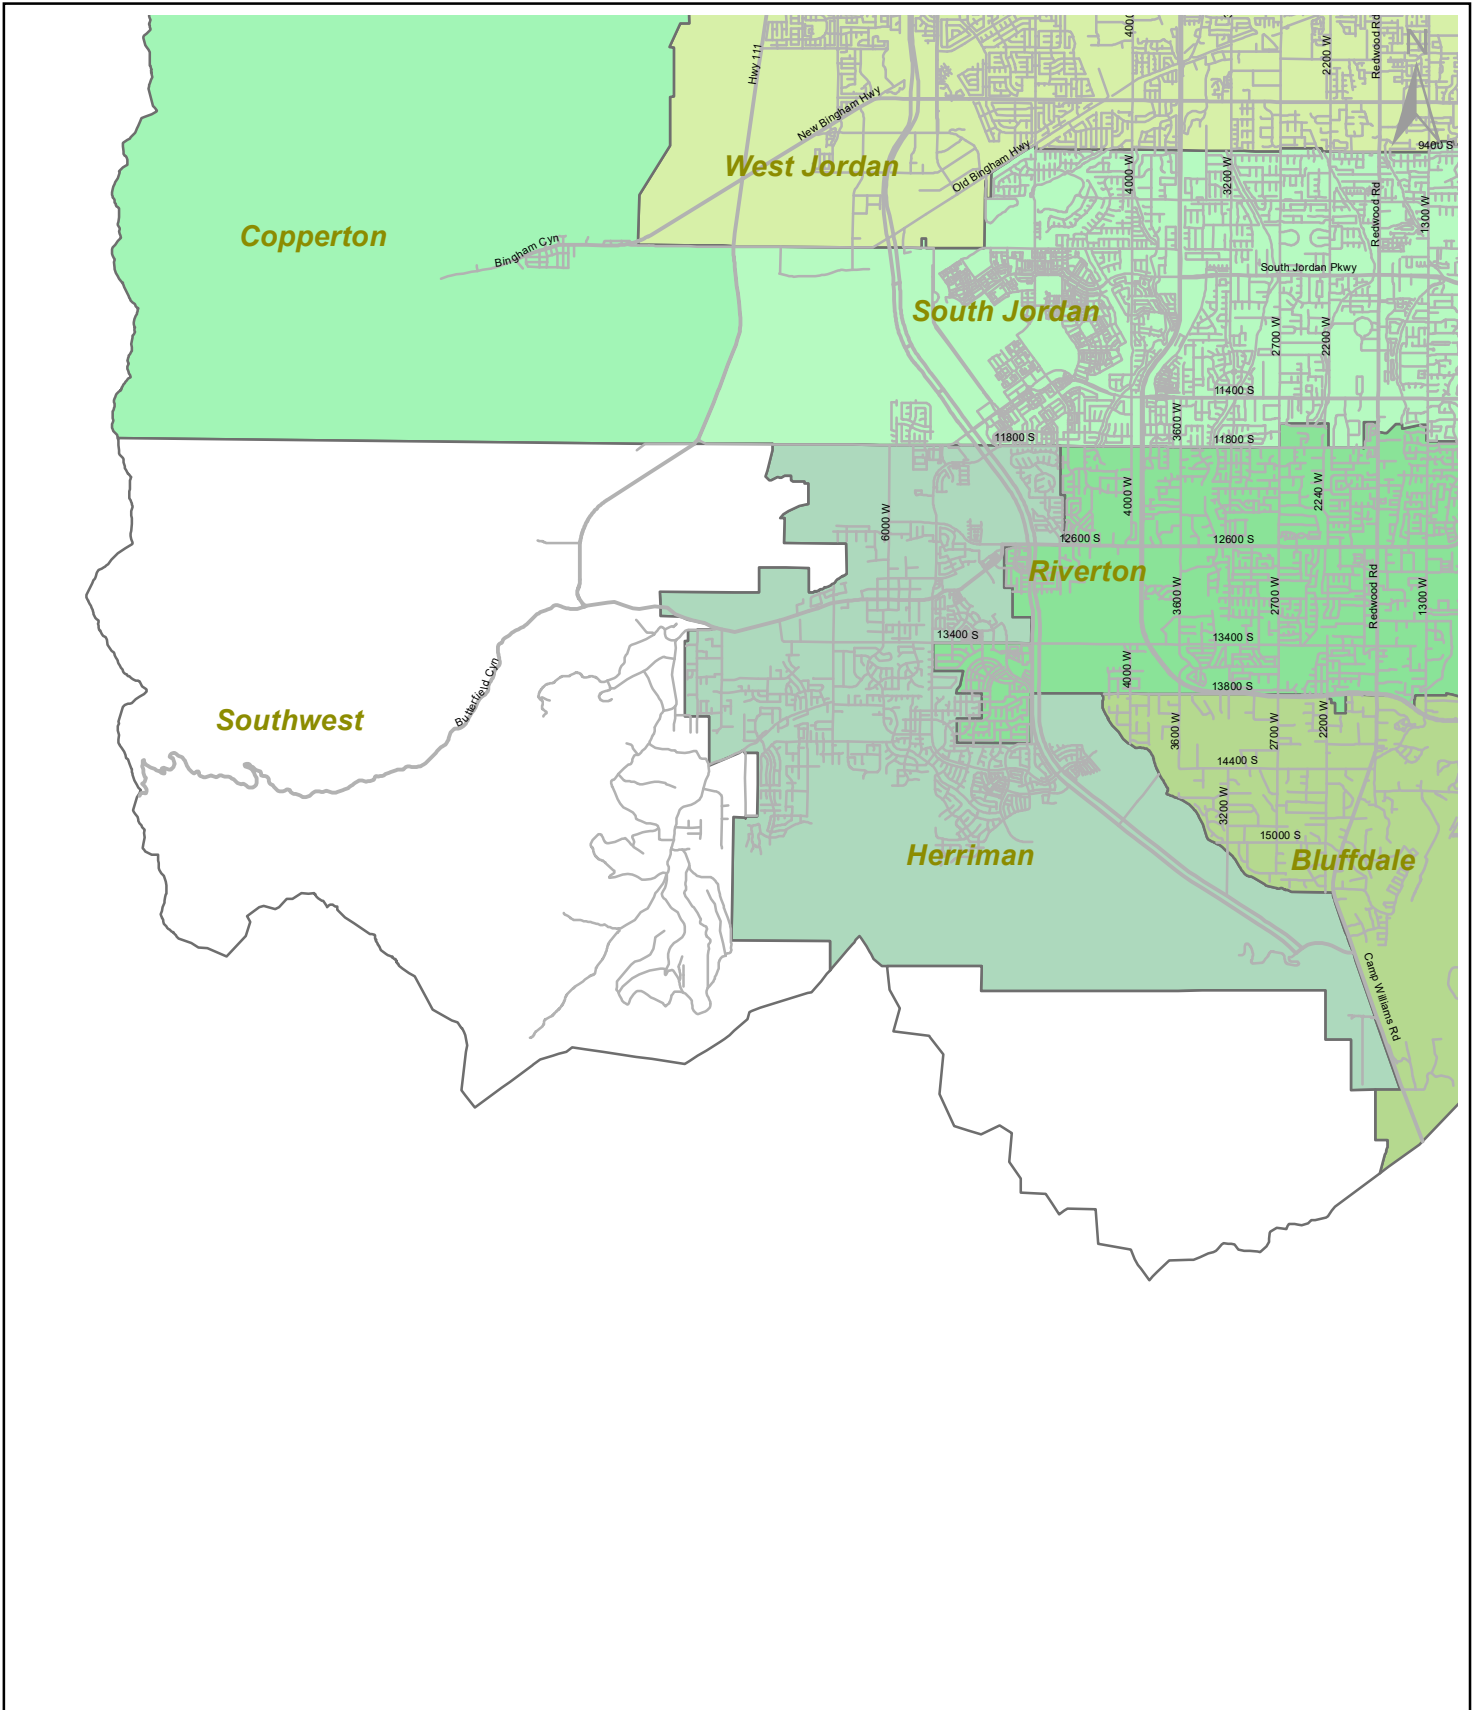 4000
2200 W
Redwood Rd
N
Hwy 111
New Bingham Hwy
West Jordan
Old Bingham Hwy
9400 S
4000 W
3200 W
Redwood Rd
1300 W
Copperton
Bingham Cyn
South Jordan Pkwy
South Jordan
2700 W
2200 W
11400 S
3600 W
11800 S
11800 S
6000 W
4000 W
2240 W
12600 S
12600 S
Riverton
3600 W
2700 W
Redwood Rd
1300 W
13400 S
13400 S
4000 W
13800 S
Butterfield Cyn
Southwest
3600 W
2700 W
2200 W
14400 S
3200 W
15000 S
Herriman
Bluffdale
Camp Williams Rd